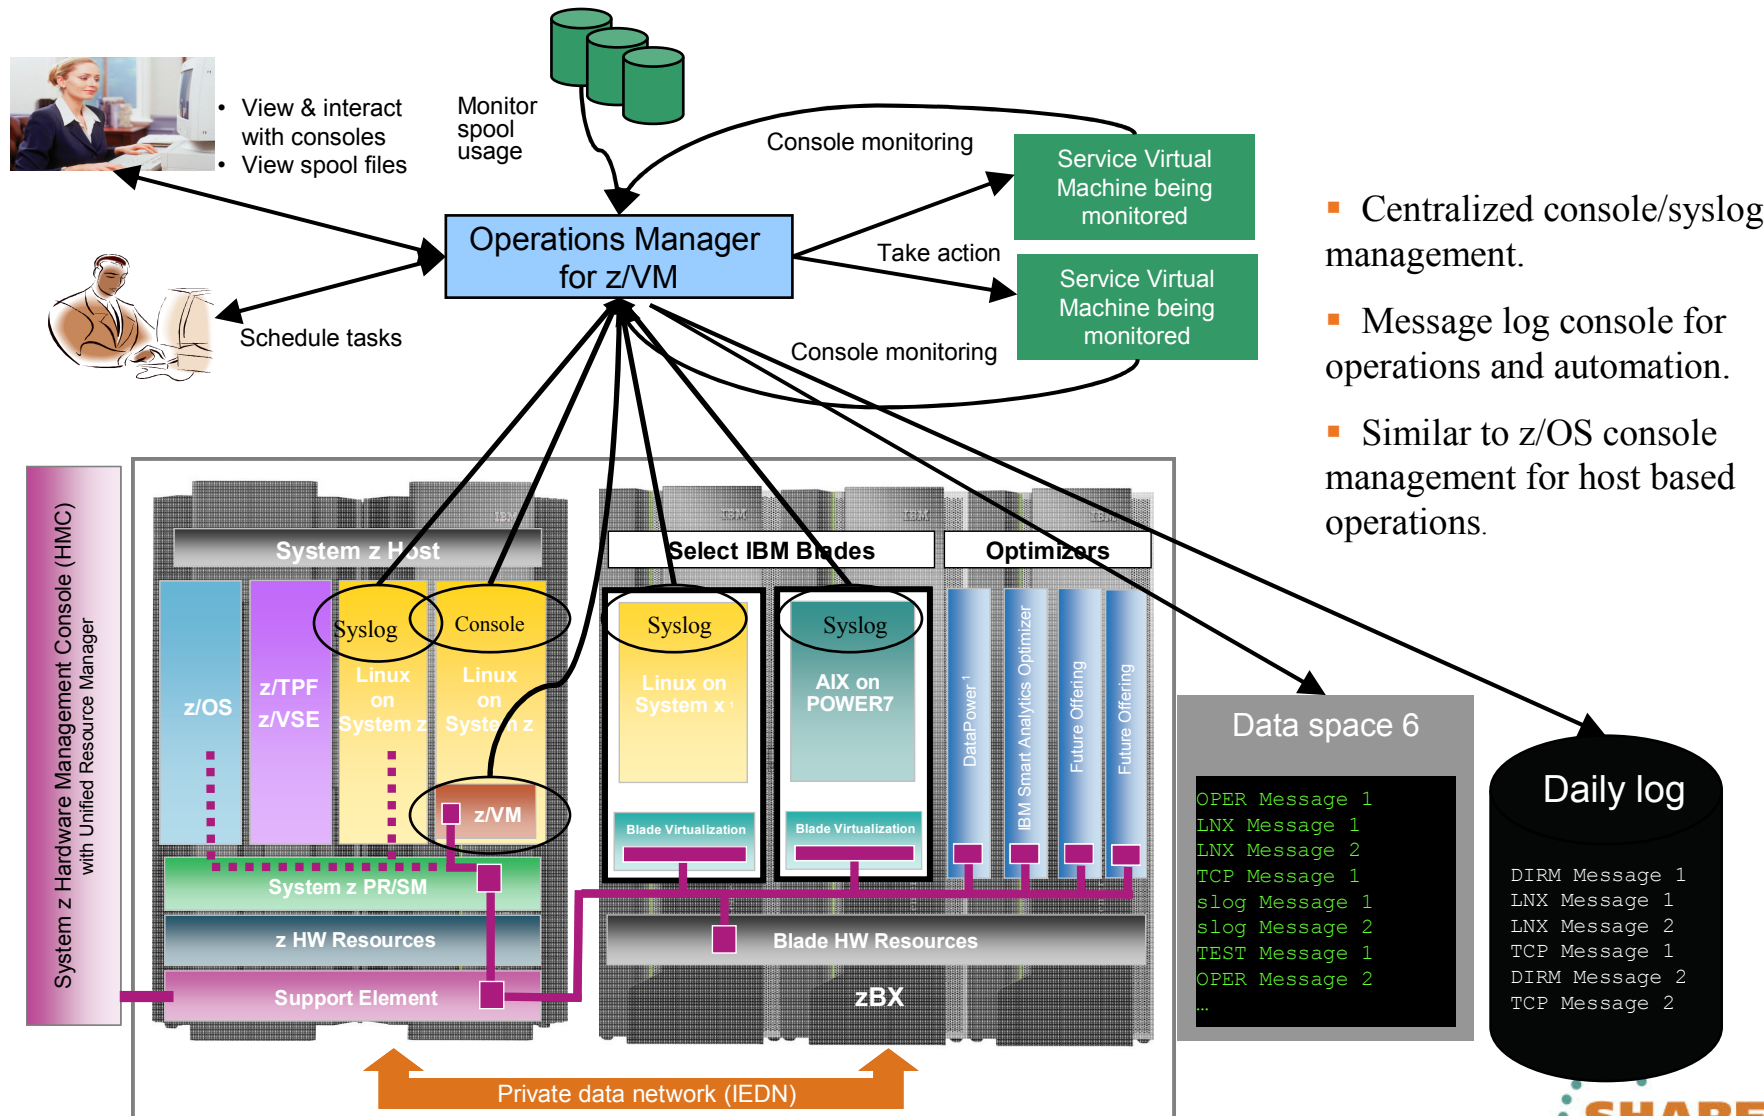 • View & interact
with consoles
• View spool files
Monitor
spool
usage
Console monitoring
Service Virtual
Machine being
monitored
Operations Manager
for z/VM
Take action
Service Virtual
Machine being
monitored
Schedule tasks
Console monitoring
▪ Centralized console/syslog
management.
▪ Message log console for
operations and automation.
▪ Similar to z/OS console
management for host based
operations.
System z Hardware Management Console (HMC)
with Unified Resource Manager
IBM
IBM
IBM
IBM
System z Host
Select IBM Blades
Optimizers
Syslog
Console
Syslog
Syslog
z/OS
z/TPF
z/VSE
Linux
on
System z
Linux
on
System z
z/VM
Linux on
System x 1
AIX on
POWER7
Blade Virtualization
Blade Virtualization
DataPower 1
IBM Smart Analytics Optimizer
Future Offering
Future Offering
System z PR/SM
z HW Resources
Blade HW Resources
Support Element
zBX
Private data network (IEDN)
Data space 6
OPER Message 1
LNX Message 1
LNX Message 2
TCP Message 1
slog Message 1
slog Message 2
TEST Message 1
OPER Message 2
…
Daily log
DIRM Message 1
LNX Message 1
LNX Message 2
TCP Message 1
DIRM Message 2
TCP Message 2
SHARE